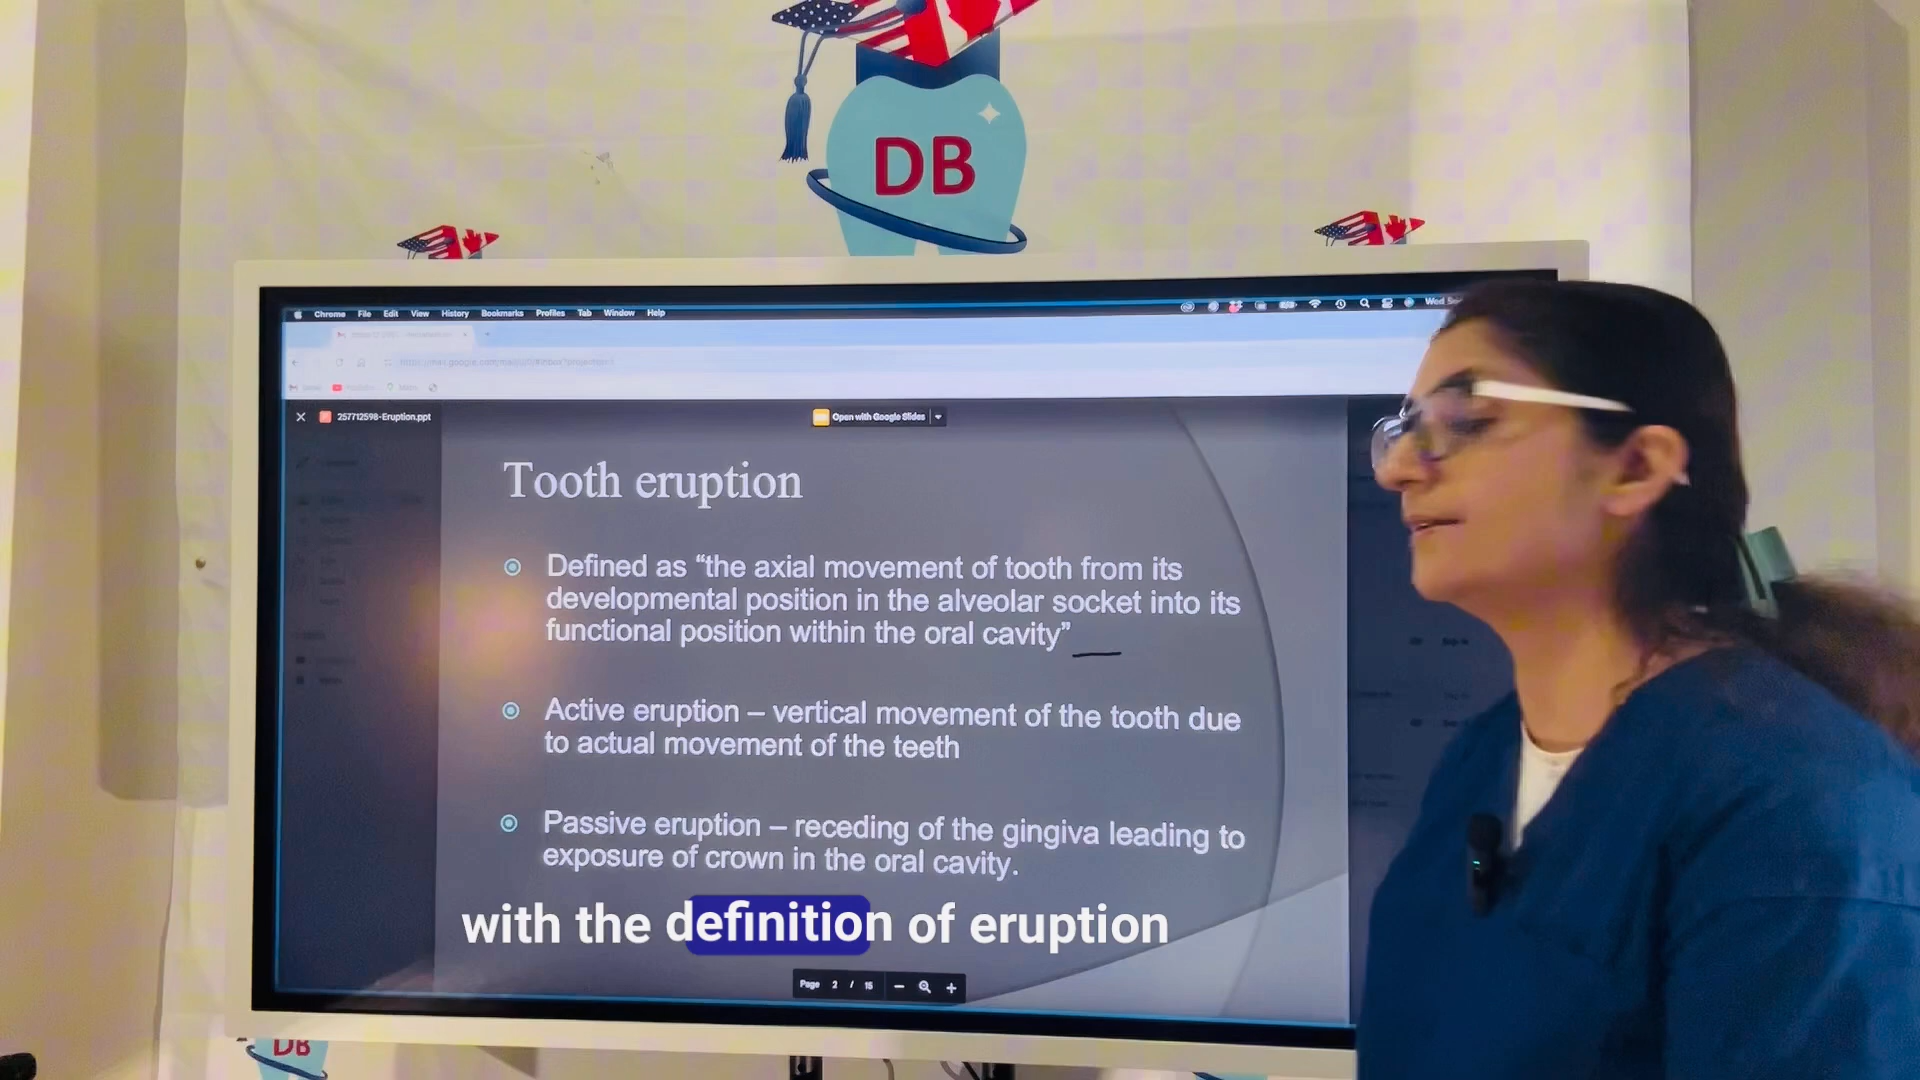 DB
Chrome File Edit View History Bookmarks Profiles Tab Window Help
Wed
257712598-Eruption.ppt
Open with Google Slides
Tooth eruption
Defined as “the axial movement of tooth from its
developmental position in the alveolar socket into its
functional position within the oral cavity”
Active eruption – vertical movement of the tooth due
to actual movement of the teeth
Passive eruption – receding of the gingiva leading to
exposure of crown in the oral cavity.
with the definition of eruption
Page 2 / 15
DB